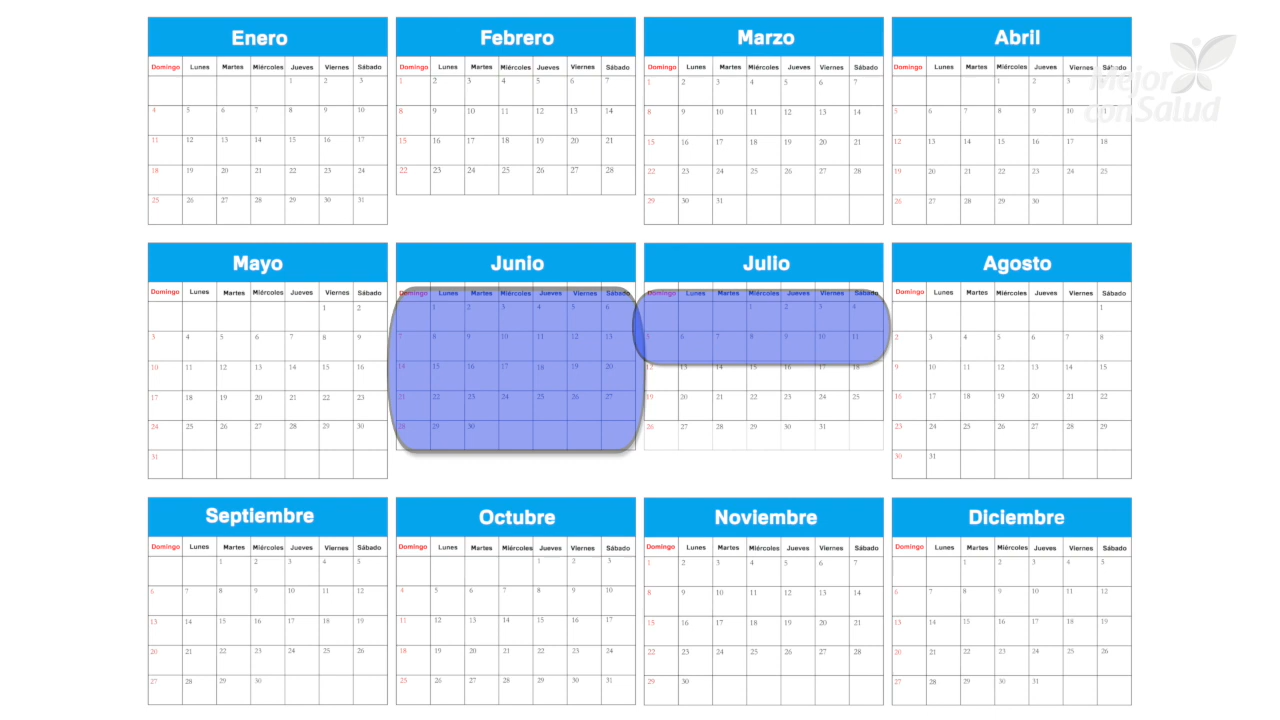 Enero
Domingo Lunes Martes Miércoles Jueves Viernes Sábado
1 2 3
4 5 6 7 8 9 10
11 12 13 14 15 16 17
18 19 20 21 22 23 24
25 26 27 28 29 30 31
Febrero
Domingo Lunes Martes Miércoles Jueves Viernes Sábado
1 2 3 4 5 6 7
8 9 10 11 12 13 14
15 16 17 18 19 20 21
22 23 24 25 26 27 28
Marzo
Domingo Lunes Martes Miércoles Jueves Viernes Sábado
1 2 3 4 5 6 7
8 9 10 11 12 13 14
15 16 17 18 19 20 21
22 23 24 25 26 27 28
29 30 31
Abril
Domingo Lunes Martes Miércoles Jueves Viernes Sábado
1 2 3
5 6 7 8 9 10
12 13 14 15 16 17 18
19 20 21 22 23 24 25
26 27 28 29 30
Mejor
conSalud
Mayo
Domingo Lunes Martes Miércoles Jueves Viernes Sábado
1 2
3 4 5 6 7 8 9
10 11 12 13 14 15 16
17 18 19 20 21 22 23
24 25 26 27 28 29 30
31
Junio
Domingo Lunes Martes Miércoles Jueves Viernes Sábado
1 2 3 4 5 6
7 8 9 10 11 12 13
14 15 16 17 18 19 20
21 22 23 24 25 26 27
28 29 30
Julio
Domingo Lunes Martes Miércoles Jueves Viernes Sábado
1 2 3 4
5 6 7 8 9 10 11
12 13 14 15 16 17 18
19 20 21 22 23 24 25
26 27 28 29 30 31
Agosto
Domingo Lunes Martes Miércoles Jueves Viernes Sábado
1
2 3 4 5 6 7 8
9 10 11 12 13 14 15
16 17 18 19 20 21 22
23 24 25 26 27 28 29
30 31
Septiembre
Domingo Lunes Martes Miércoles Jueves Viernes Sábado
1 2 3 4 5
6 7 8 9 10 11 12
13 14 15 16 17 18 19
20 21 22 23 24 25 26
27 28 29 30
Octubre
Domingo Lunes Martes Miércoles Jueves Viernes Sábado
1 2 3
4 5 6 7 8 9 10
11 12 13 14 15 16 17
18 19 20 21 22 23 24
25 26 27 28 29 30 31
Noviembre
Domingo Lunes Martes Miércoles Jueves Viernes Sábado
1 2 3 4 5 6 7
8 9 10 11 12 13 14
15 16 17 18 19 20 21
22 23 24 25 26 27 28
29 30
Diciembre
Domingo Lunes Martes Miércoles Jueves Viernes Sábado
1 2 3 4 5
6 7 8 9 10 11 12
13 14 15 16 17 18 19
20 21 22 23 24 25 26
27 28 29 30 31